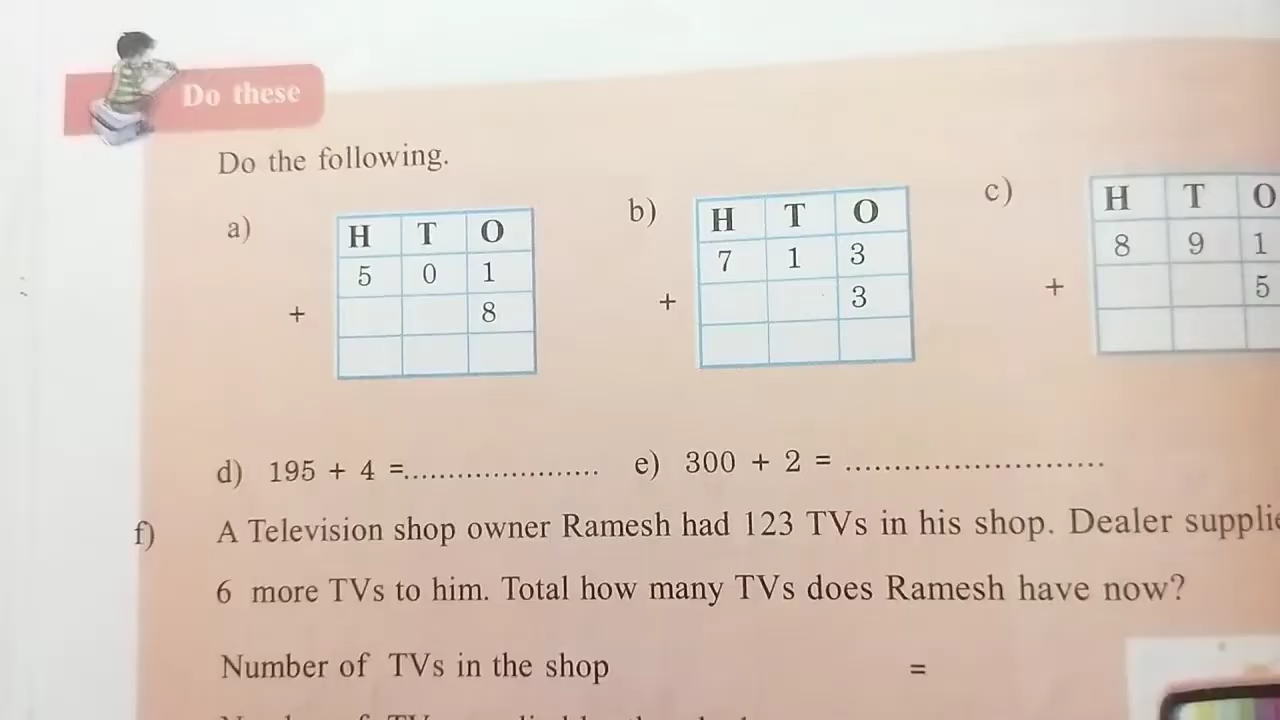 Do these
Do the following.
a)
H T O
5 0 1
+ 8
b)
H T O
7 1 3
+ 3
c)
H T O
8 9 1
+ 5
d) 195 + 4 =.....................
e) 300 + 2 = ...........................
f) A Television shop owner Ramesh had 123 TVs in his shop. Dealer
6 more TVs to him. Total how many TVs does Ramesh have now?
Number of TVs in the shop =